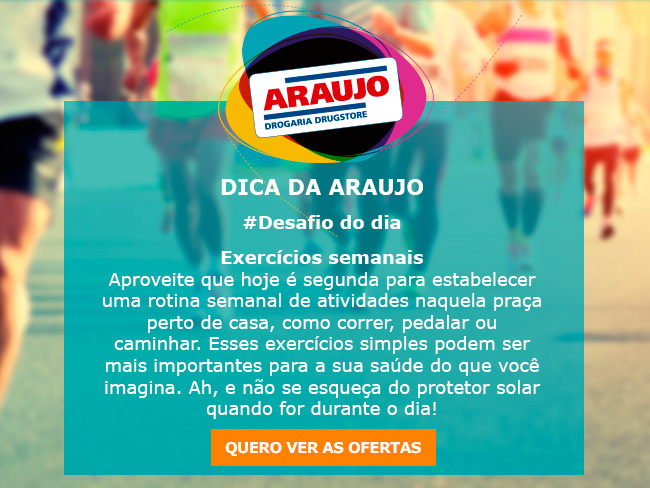 ARAUJO
DROGARIA DRUGSTORE
DICA DA ARAUJO
#Desafio do dia
Exercícios semanais
Aproveite que hoje é segunda para estabelecer
uma rotina semanal de atividades naquela praça
perto de casa, como correr, pedalar ou
caminhar. Esses exercícios simples podem ser
mais importantes para a sua saúde do que você
imagina. Ah, e não se esqueça do protetor solar
quando for durante o dia!
QUERO VER AS OFERTAS